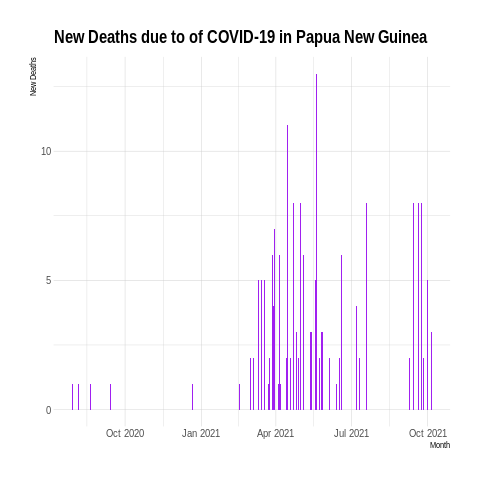 New Deaths due to of COVID-19 in Papua New Guinea
New Deaths
10
5
0
Oct 2020 Jan 2021 Apr 2021 Jul 2021 Oct 2021
Month